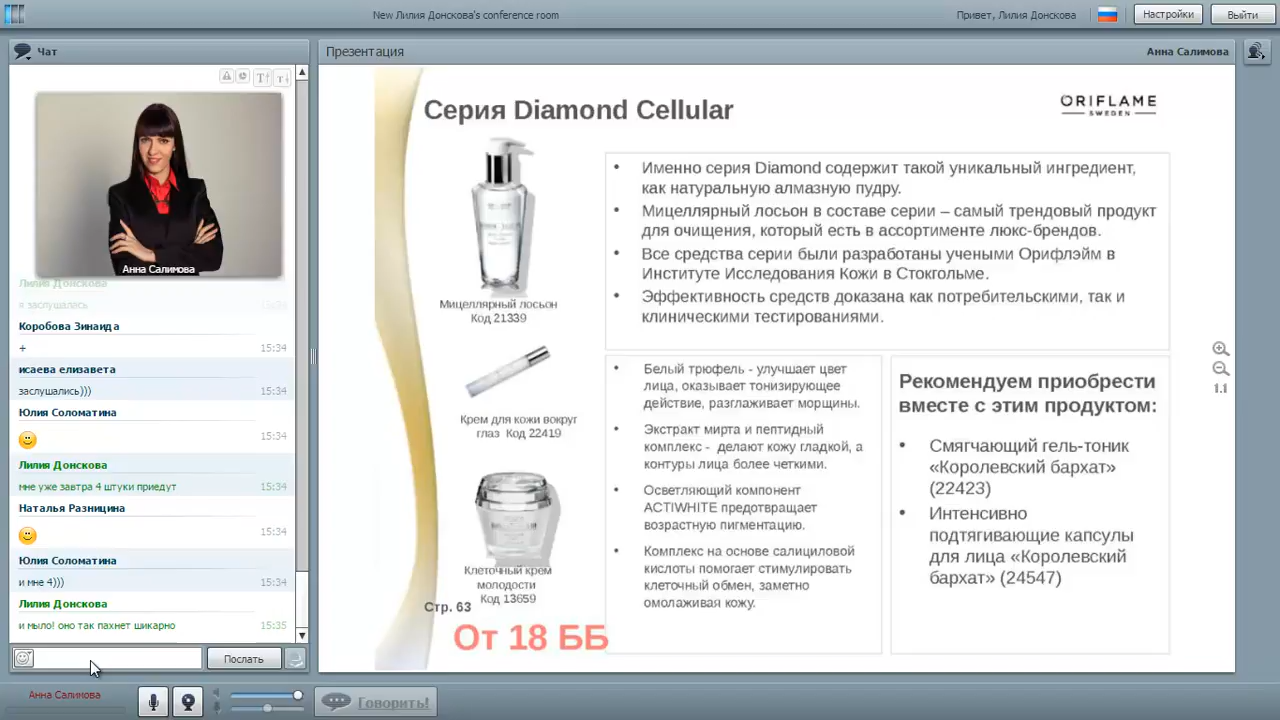 New Лилия Донскова's conference room
Привет, Лилия Донскова
Настройки
Выйти
Чат
Презентация
Анна Салимова
Анна Салимова
Лилия Донскова
я заслушалась 15:34
Коробова Зинаида
+ 15:34
исаева елизавета
заслушались))) 15:34
Юлия Соломатина
15:34
Лилия Донскова
мне уже завтра 4 штуки приедут 15:34
Наталья Разницина
15:34
Юлия Соломатина
и мне 4))) 15:34
Лилия Донскова
и мыло! оно так пахнет шикарно 15:35
Послать
Анна Салимова
Говорить!
Серия Diamond Cellular
ORIFLAME
SWEDEN
• Именно серия Diamond содержит такой уникальный ингредиент,
как натуральную алмазную пудру.
• Мицеллярный лосьон в составе серии – самый трендовый продукт
для очищения, который есть в ассортименте люкс-брендов.
• Все средства серии были разработаны учеными Орифлэйм в
Институте Исследования Кожи в Стокгольме.
• Эффективность средств доказана как потребительскими, так и
клиническими тестированиями.
Мицеллярный лосьон
Код 21339
Крем для кожи вокруг
глаз Код 22419
Клеточный крем
молодости
Код 13659
Стр. 63
От 18 ББ
• Белый трюфель - улучшает цвет
лица, оказывает тонизирующее
действие, разглаживает морщины.
• Экстракт мирта и пептидный
комплекс - делают кожу гладкой, а
контуры лица более четкими.
• Осветляющий компонент
ACTIWHITE предотвращает
возрастную пигментацию.
• Комплекс на основе салициловой
кислоты помогает стимулировать
клеточный обмен, заметно
омолаживая кожу.
Рекомендуем приобрести
вместе с этим продуктом:
• Смягчающий гель-тоник
«Королевский бархат»
(22423)
• Интенсивно
подтягивающие капсулы
для лица «Королевский
бархат» (24547)
1.1